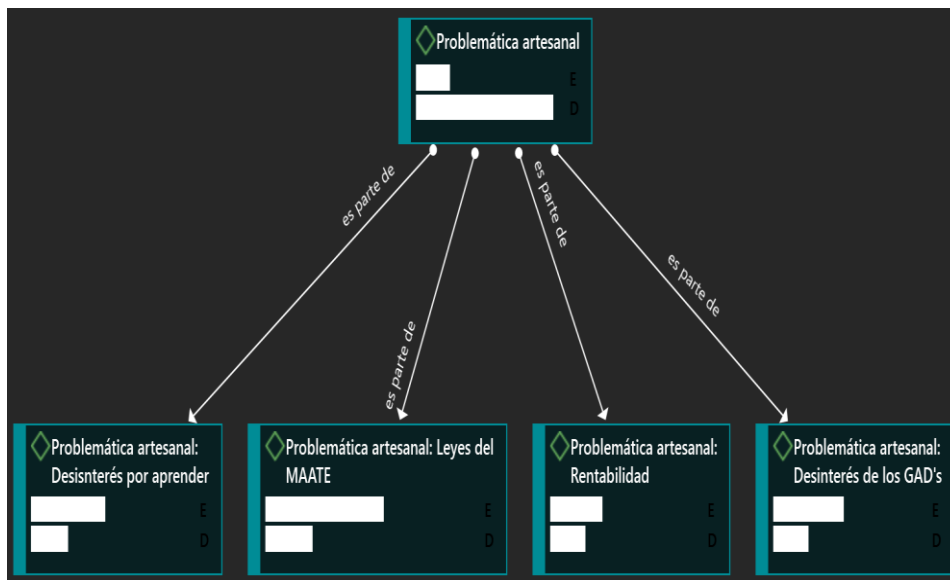 Problemática artesanal
E
D
es parte de
es parte de
es parte de
es parte de
Problemática artesanal:
Desisnterés por aprender
E
D
Problemática artesanal: Leyes del
MAATE
E
D
Problemática artesanal:
Rentabilidad
E
D
Problemática artesanal:
Desinterés de los GAD's
E
D